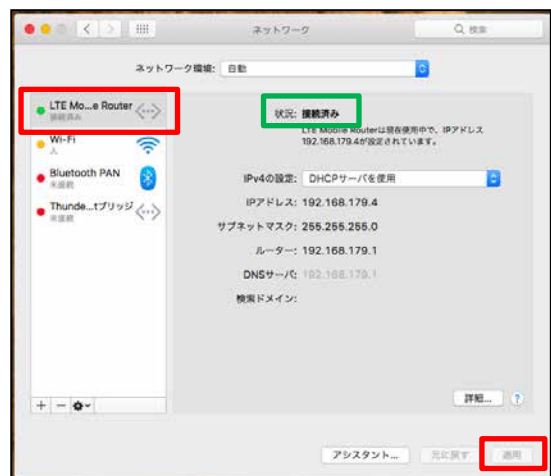 ネットワーク
検索
ネットワーク環境: 自動
LTE Mo...e Router
接続済み
Wi-Fi
入
Bluetooth PAN
未接続
Thunde...tブリッジ
未接続
状況: 接続済み
LTE Mobile Routerは現在使用中で、IPアドレス
192.168.179.4が設定されています。
IPv4の設定: DHCPサーバを使用
IPアドレス: 192.168.179.4
サブネットマスク: 255.255.255.0
ルーター: 192.168.179.1
DNSサーバ: 192.168.179.1
検索ドメイン:
詳細... ?
アシスタント... 元に戻す 適用